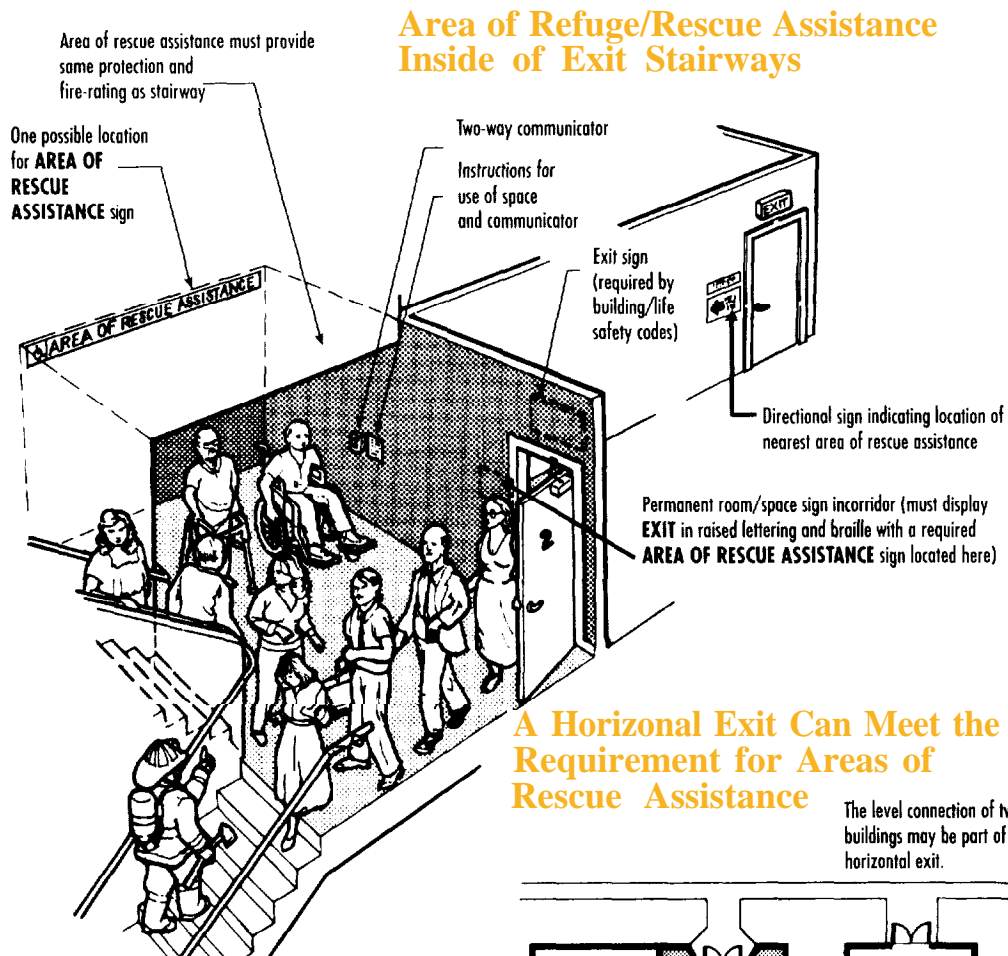 Area of Refuge/Rescue Assistance
Inside of Exit Stairways
Area of rescue assistance must provide
same protection and
fire-rating as stairway
One possible location
for AREA OF
RESCUE
ASSISTANCE sign
Two-way communicator
Instructions for
use of space
and communicator
EXIT
Exit sign
(required by
building/life
safety codes)
AREA OF RESCUE ASSISTANCE
Directional sign indicating location of
nearest area of rescue assistance
Permanent room/space sign incorridor (must display
EXIT in raised lettering and braille with a required
AREA OF RESCUE ASSISTANCE sign located here)
2
A Horizonal Exit Can Meet the
Requirement for Areas of
Rescue Assistance
The level connection of
buildings may be part of
horizontal exit.